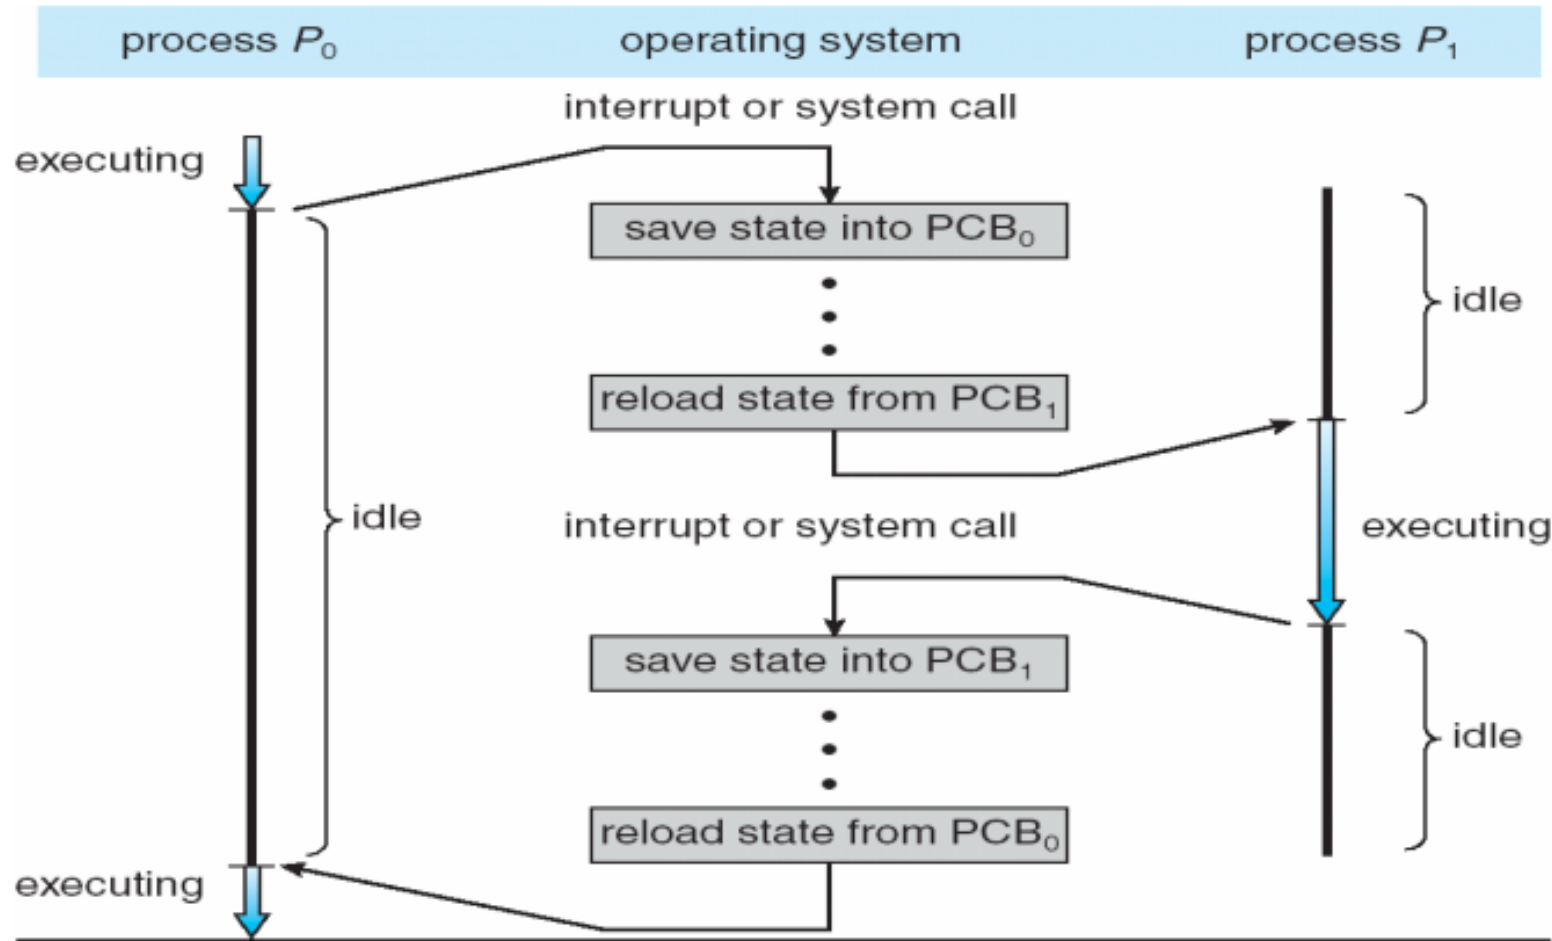 process P₀ operating system process P₁
interrupt or system call
executing
save state into PCB₀
idle
reload state from PCB₁
idle
interrupt or system call
executing
save state into PCB₁
idle
reload state from PCB₀
executing